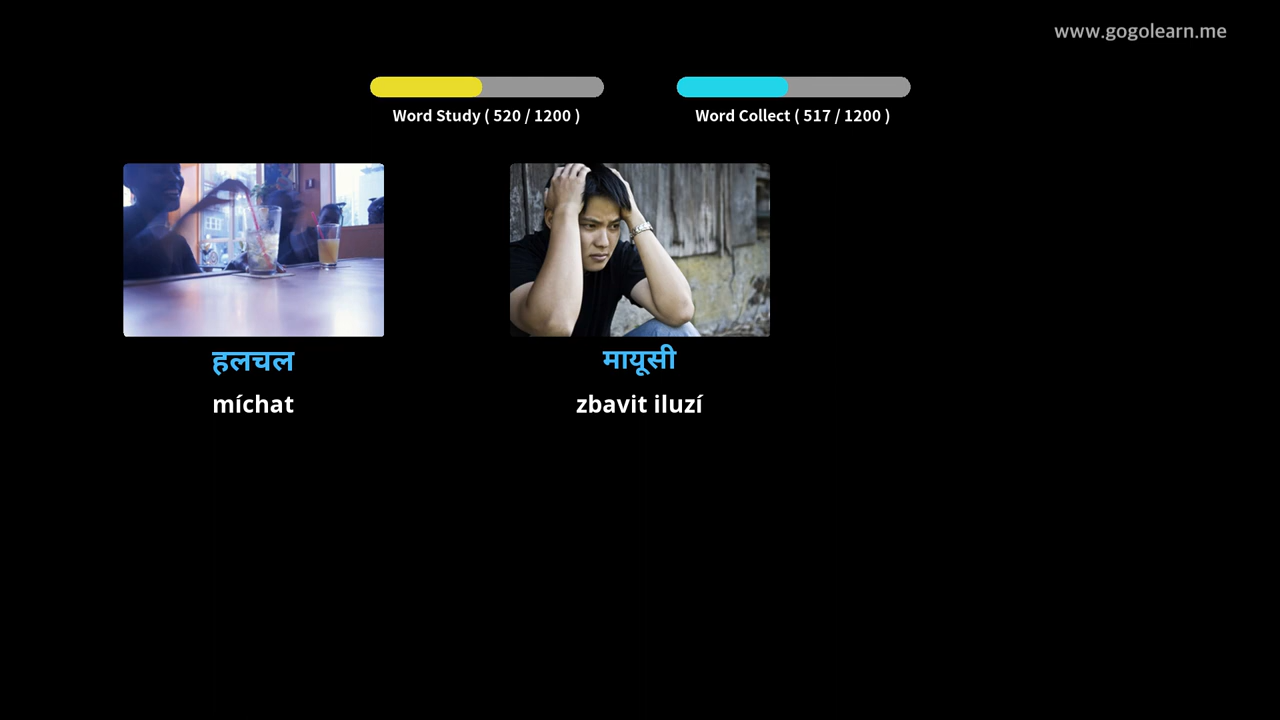 www.gogolearn.me
Word Study ( 520 / 1200 )
Word Collect ( 517 / 1200 )
हलचल
míchat
मायूसी
zbavit iluzí